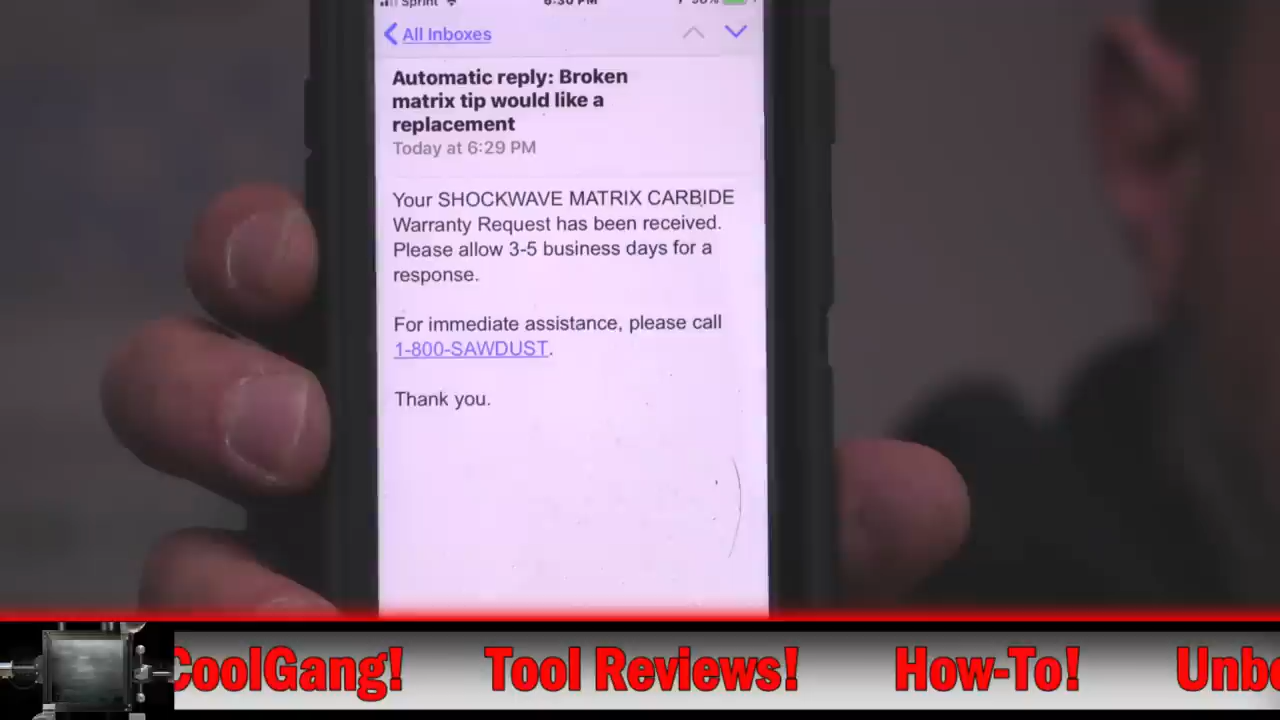 Sprint
All Inboxes
Automatic reply: Broken
matrix tip would like a
replacement
Today at 6:29 PM
Your SHOCKWAVE MATRIX CARBIDE
Warranty Request has been received.
Please allow 3-5 business days for a
response.
For immediate assistance, please call
1-800-SAWDUST.
Thank you.
CoolGang! Tool Reviews! How-To!